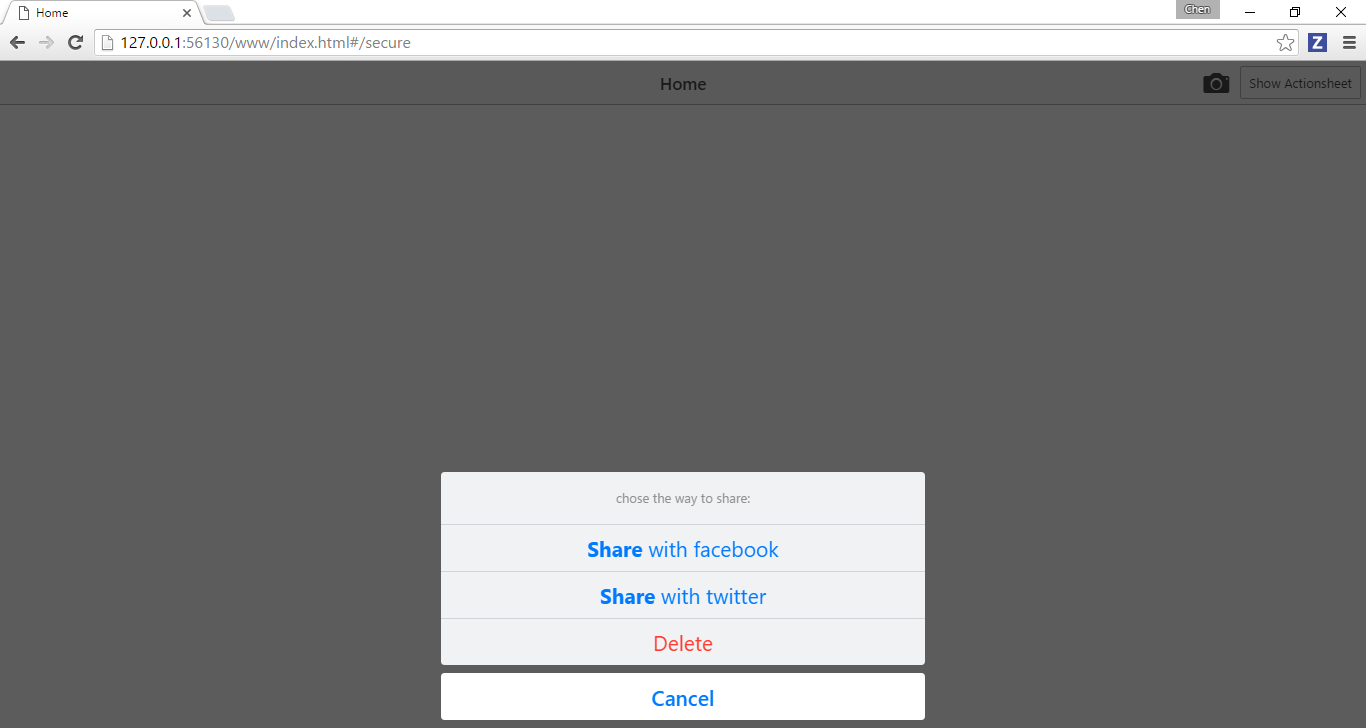 Home
Chen
127.0.0.1:56130/www/index.html#/secure
Z
Home
Show Actionsheet
chose the way to share:
Share with facebook
Share with twitter
Delete
Cancel